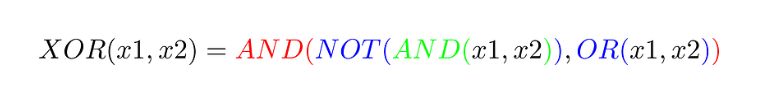 XOR(x1, x2) = AND(NOT(AND(x1, x2)), OR(x1, x2))